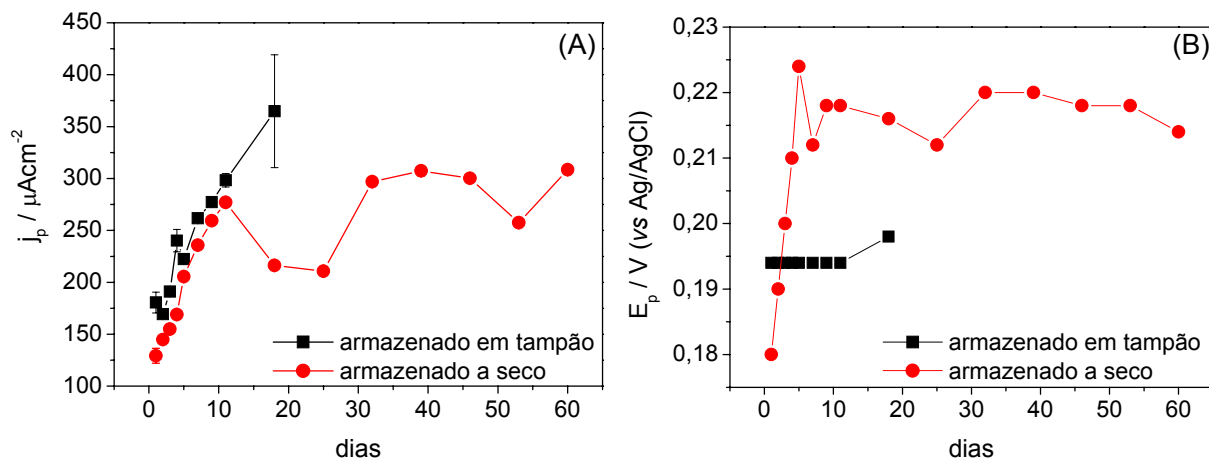 (A)
450
400
350
300
250
200
150
100
j_p / µAcm⁻²
0 10 20 30 40 50 60
dias
armazenado em tampão
armazenado a seco
(B)
0,23
0,22
0,21
0,20
0,19
0,18
E_p / V (vs Ag/AgCl)
0 10 20 30 40 50 60
dias
armazenado em tampão
armazenado a seco